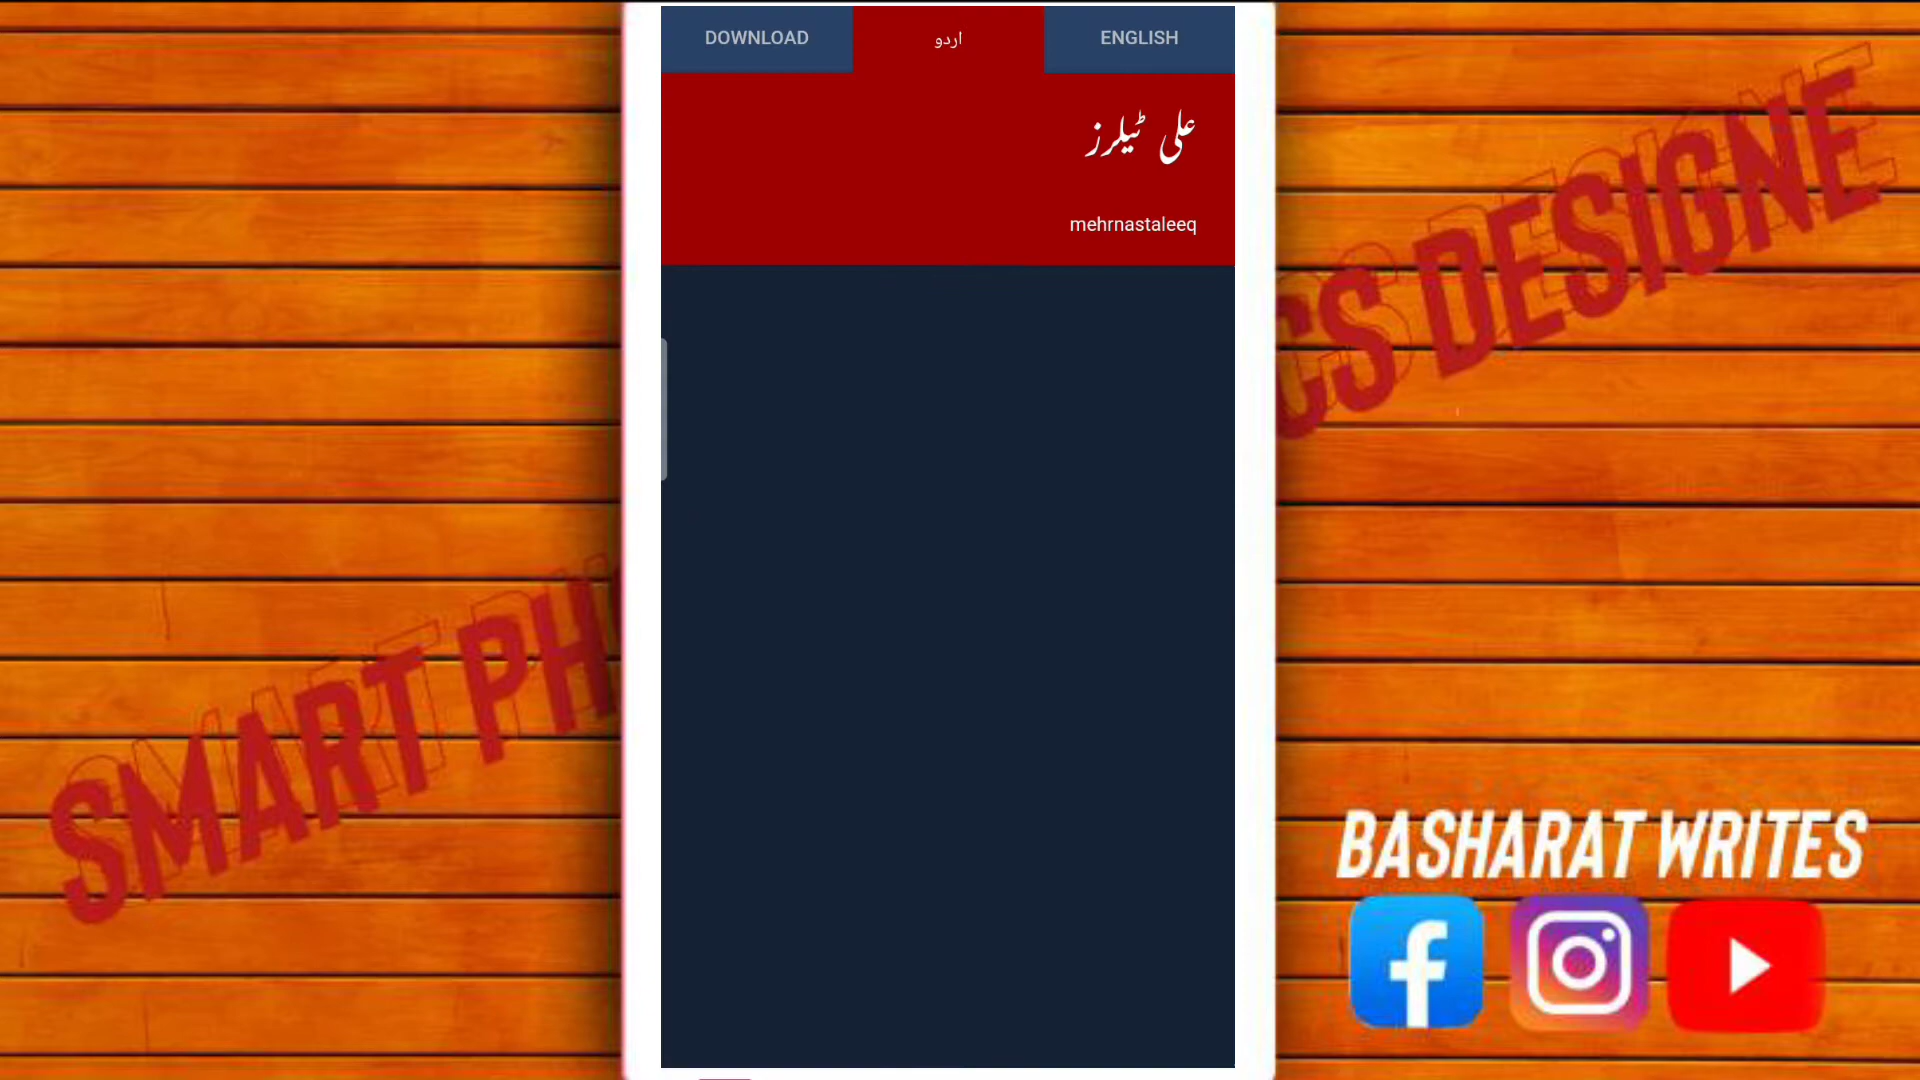 DOWNLOAD
اردو
ENGLISH
علی ٹیلرز
mehrnastaleeq
CS DESIGNE
SMART PH
BASHARAT WRITES